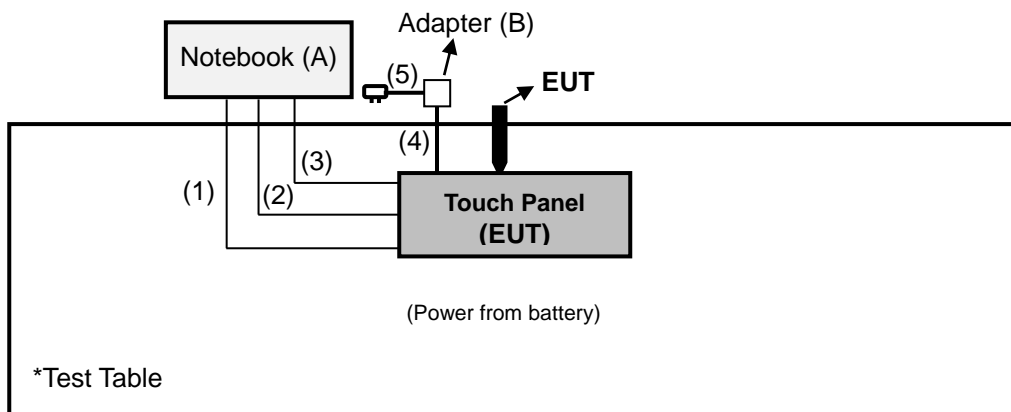 Adapter (B)
Notebook (A)
(5)
EUT
(4)
(3)
(1)
(2)
Touch Panel
(EUT)
(Power from battery)
*Test Table